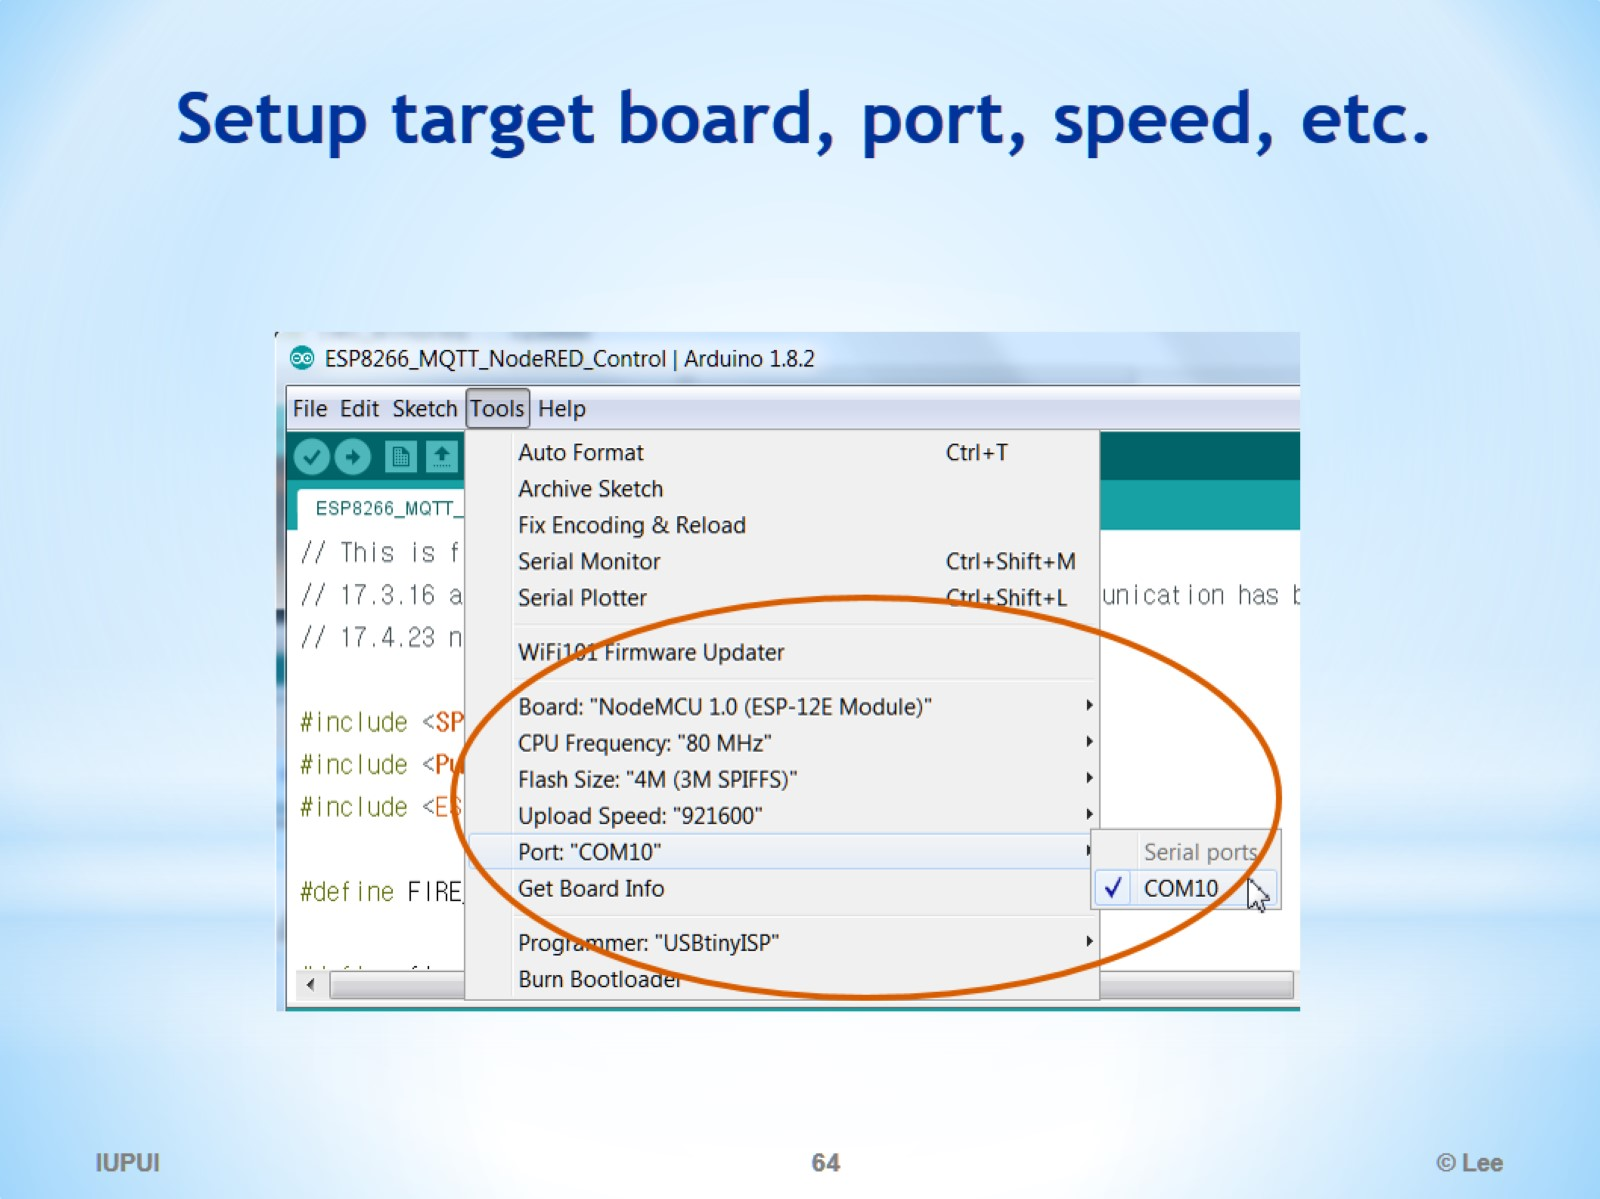 Setup target board, port, speed, etc.
ESP8266_MQTT_NodeRED_Control | Arduino 1.8.2
File Edit Sketch Tools Help
Auto Format Ctrl+T
Archive Sketch
Fix Encoding & Reload
Serial Monitor Ctrl+Shift+M
Serial Plotter Ctrl+Shift+L
WiFi101 Firmware Updater
Board: "NodeMCU 1.0 (ESP-12E Module)"
CPU Frequency: "80 MHz"
Flash Size: "4M (3M SPIFFS)"
Upload Speed: "921600"
Port: "COM10"
Get Board Info
Programmer: "USBtinyISP"
Burn Bootloader
Serial ports
COM10
ESP8266_MQTT_
// This is f
// 17.3.16 a unication has b
// 17.4.23 n
#include <SP
#include <Pu
#include <ES
#define FIRE_
IUPUI
64
© Lee